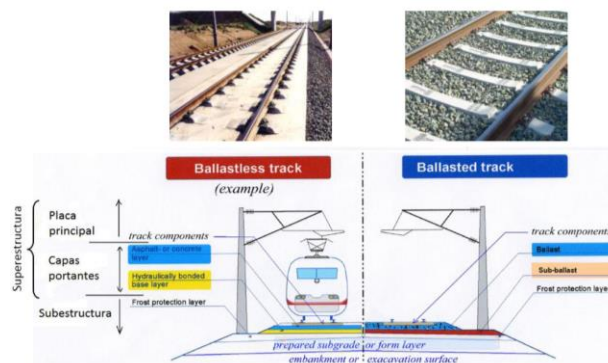 Ballastless track
(example)
Ballasted track
Superestructura
Placa
principal
Capas
portantes
Subestructura
track components
Asphalt- or concrete
layer
Hydraulically bonded
base layer
Frost protection layer
track components
Ballast
Sub-ballast
Frost protection layer
prepared subgrade or form layer
embankment or exacavation surface